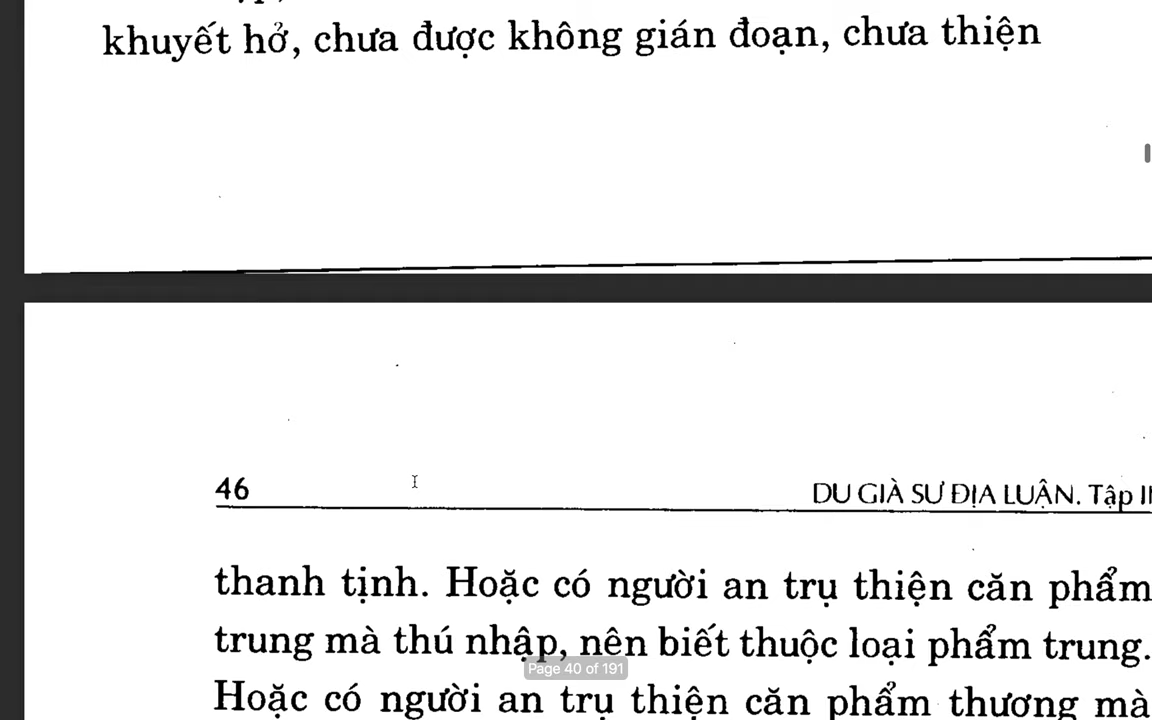 khuyết hở, chưa được không gián đoạn, chưa thiện
46 DU GIÀ SƯ ĐỊA LUẬN. Tập
thanh tịnh. Hoặc có người an trụ thiện căn phẩm
trung mà thú nhập, nên biết thuộc loại phẩm trung.
Page 40 of 191
Hoặc có người an trụ thiện căn phẩm thượng mà